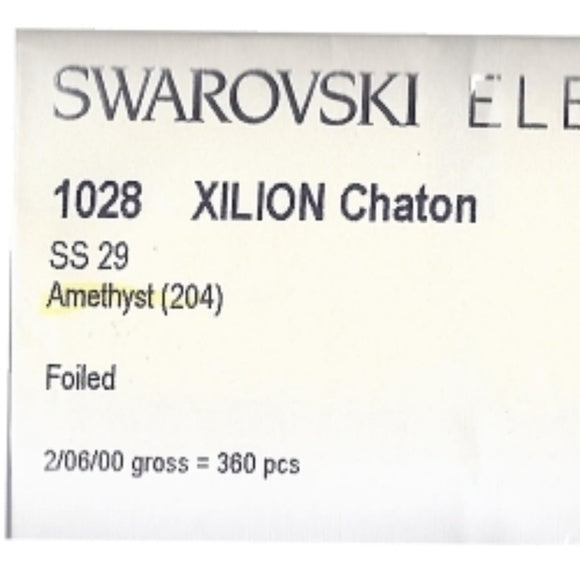 SWAROVSKI ELE
1028 XILION Chaton
SS 29
Amethyst (204)
Foiled
2/06/00 gross = 360 pcs